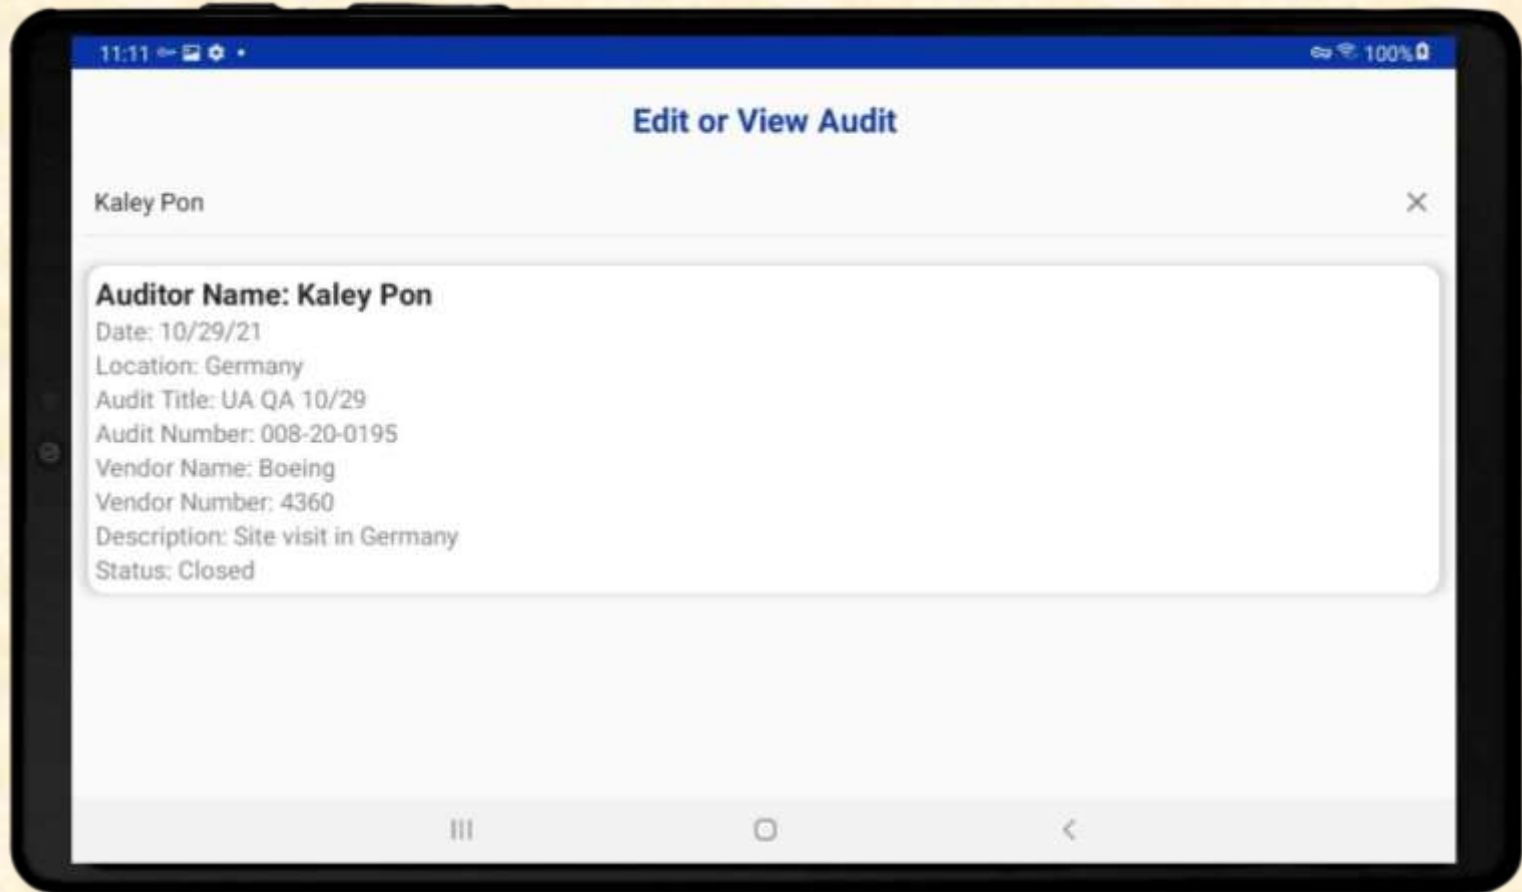 11:11
100%
Edit or View Audit
Kaley Pon
Auditor Name: Kaley Pon
Date: 10/29/21
Location: Germany
Audit Title: UA QA 10/29
Audit Number: 008-20-0195
Vendor Name: Boeing
Vendor Number: 4360
Description: Site visit in Germany
Status: Closed